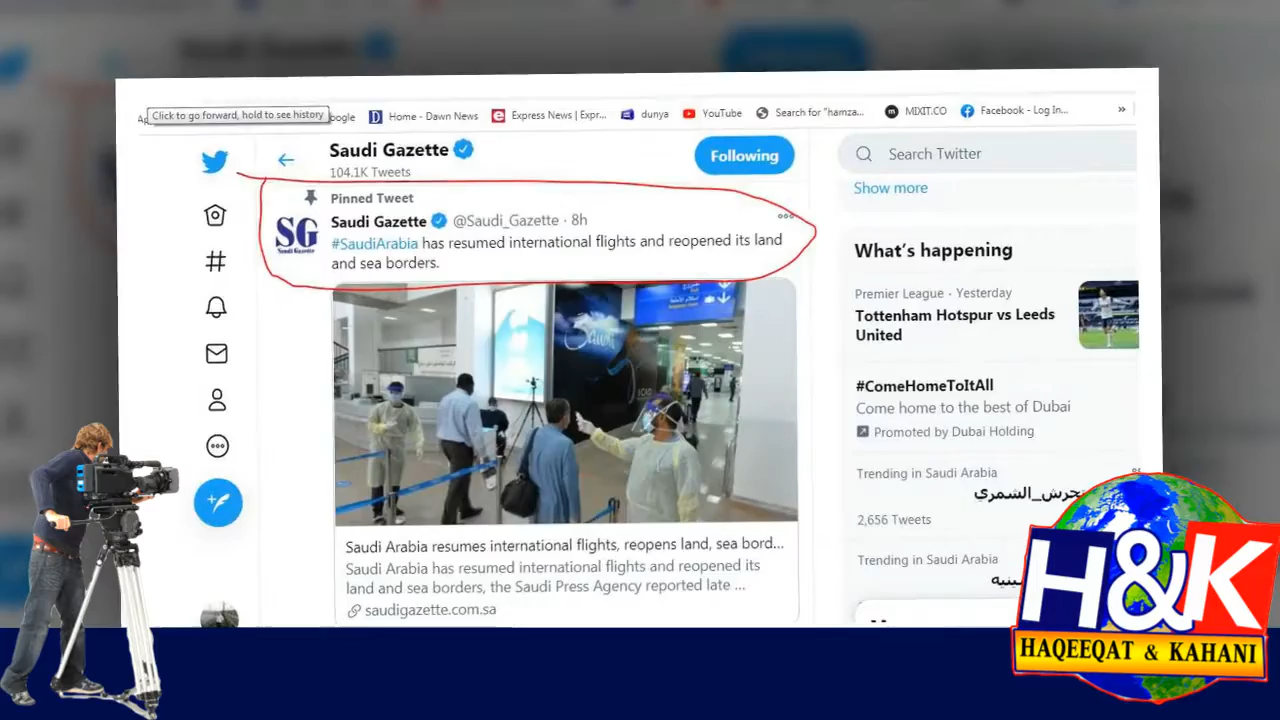 Click to go forward, hold to see history
oogle
Home - Dawn News
Express News | Expr...
dunya
YouTube
Search for "hamza...
MIXIT.CO
Facebook - Log In...
»
Saudi Gazette
104.1K Tweets
Following
Search Twitter
Show more
Pinned Tweet
Saudi Gazette @Saudi_Gazette · 8h
#SaudiArabia has resumed international flights and reopened its land
and sea borders.
SG
Saudi Gazette
Saudi Arabia resumes international flights, reopens land, sea bord...
Saudi Arabia has resumed international flights and reopened its
land and sea borders, the Saudi Press Agency reported late ...
saudigazette.com.sa
What's happening
Premier League · Yesterday
Tottenham Hotspur vs Leeds
United
#ComeHomeToItAll
Come home to the best of Dubai
Promoted by Dubai Holding
Trending in Saudi Arabia
تحرش_الشمري
2,656 Tweets
Trending in Saudi Arabia
H&K
HAQEEQAT & KAHANI